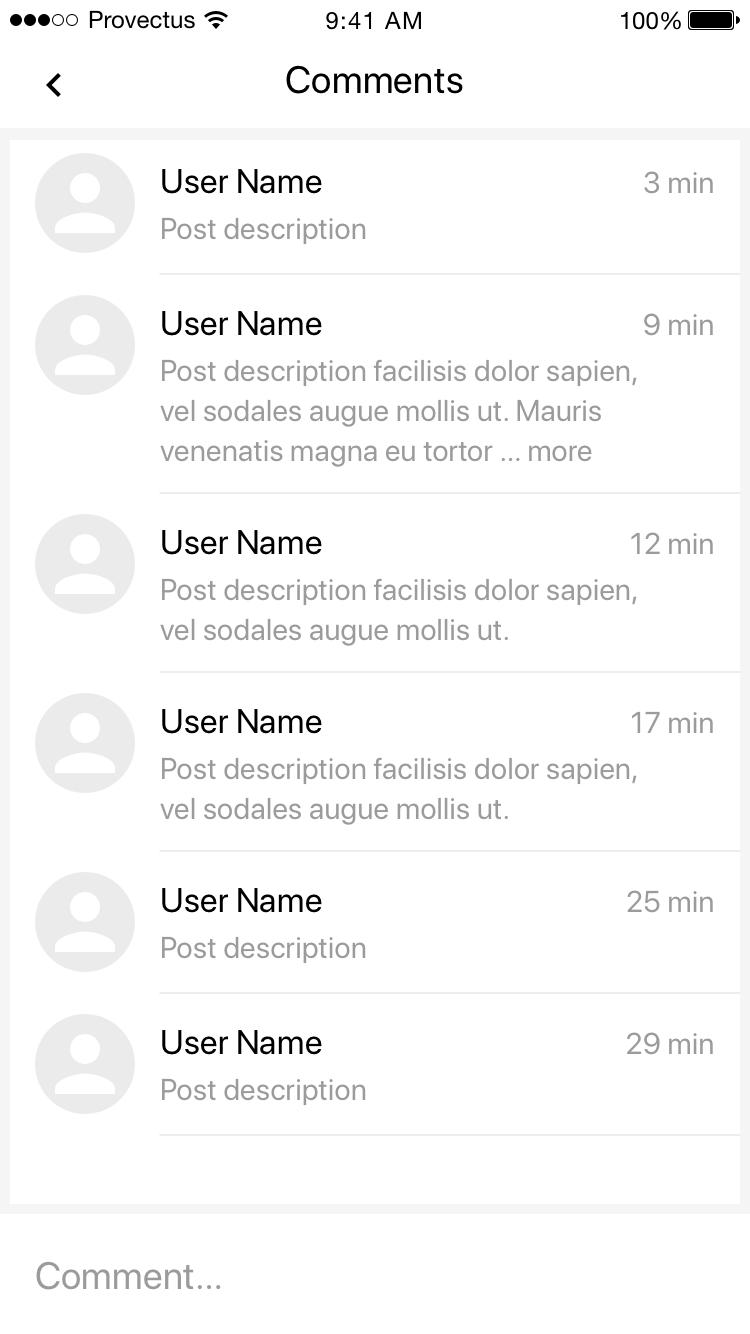 Provectus 9:41 AM 100%
Comments
User Name 3 min
Post description
User Name 9 min
Post description facilisis dolor sapien,
vel sodales augue mollis ut. Mauris
venenatis magna eu tortor ... more
User Name 12 min
Post description facilisis dolor sapien,
vel sodales augue mollis ut.
User Name 17 min
Post description facilisis dolor sapien,
vel sodales augue mollis ut.
User Name 25 min
Post description
User Name 29 min
Post description
Comment...